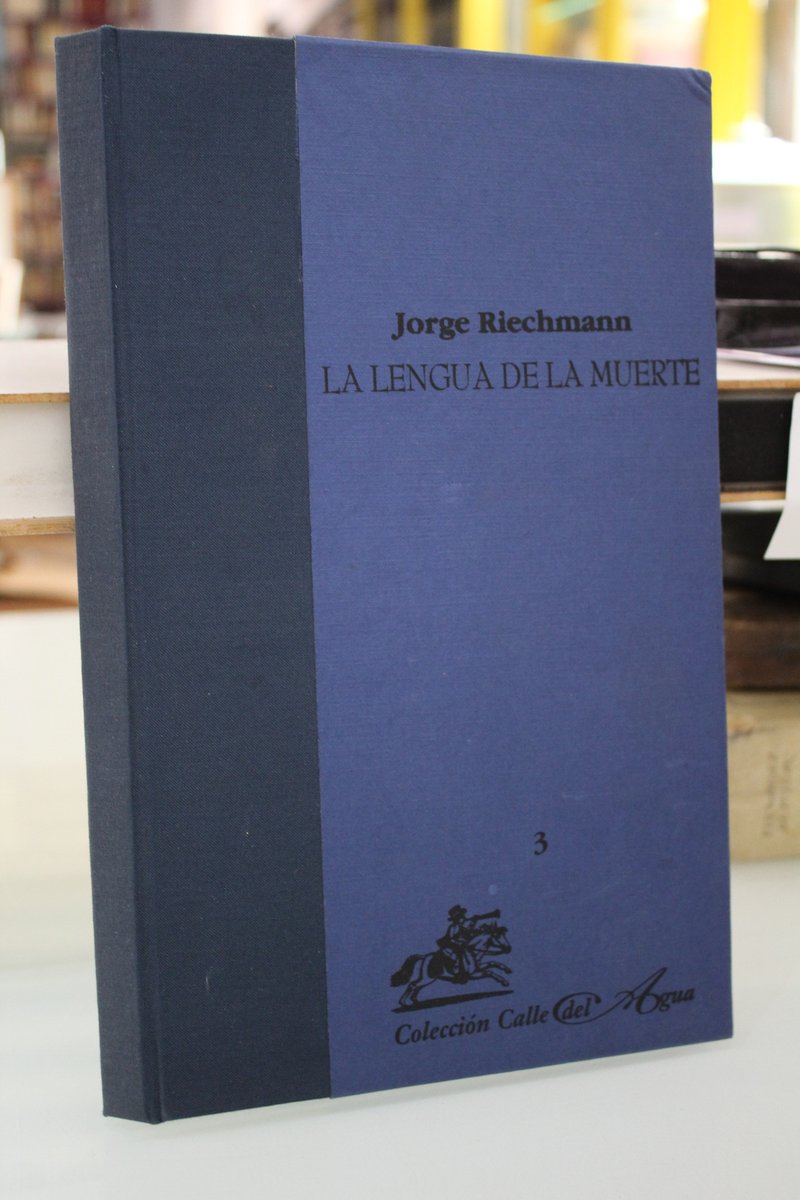 Jorge Riechmann
LA LENGUA DE LA MUERTE
3
Colección Calle del Agua